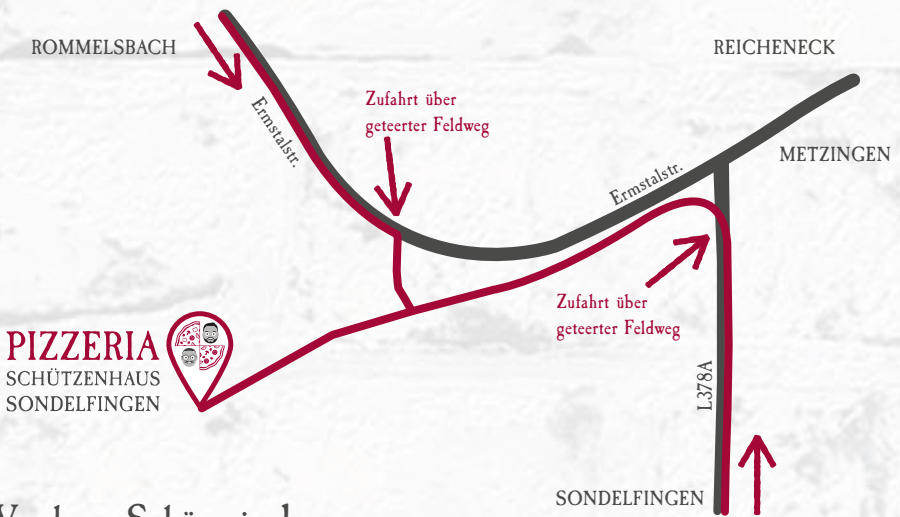 ROMMELSBACH
REICHENECK
Zufahrt über
geteerter Feldweg
Ermstalstr.
METZINGEN
Ermstalstr.
Zufahrt über
geteerter Feldweg
PIZZERIA
SCHÜTZENHAUS
SONDELFINGEN
L378A
SONDELFINGEN